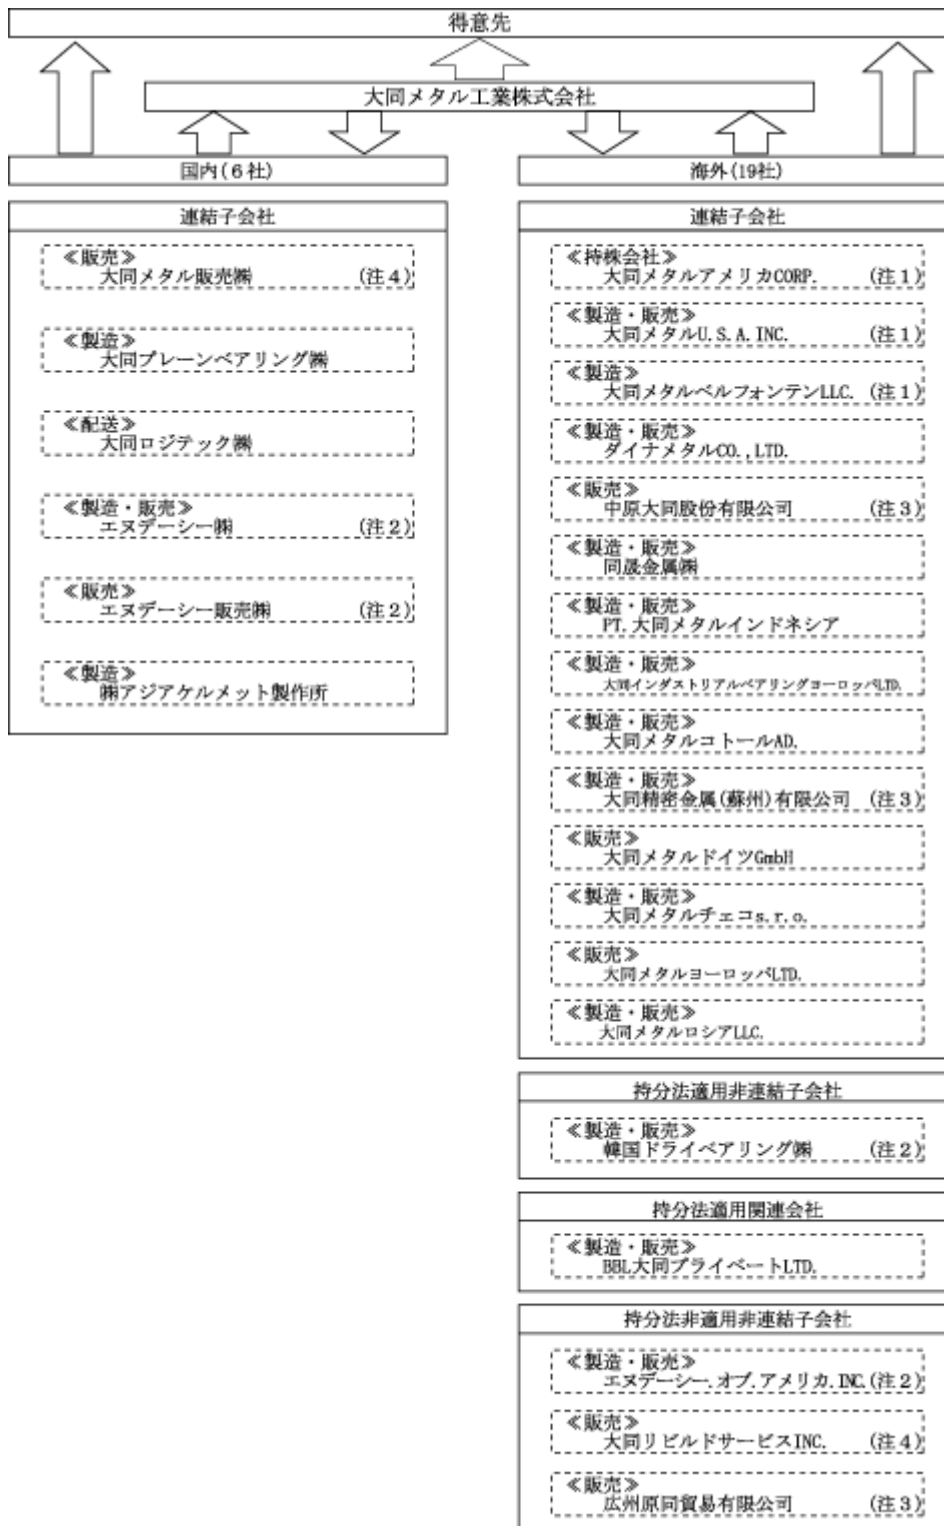 得意先
大同メタル工業株式会社
国内(6社)
連結子会社
≪販売≫
大同メタル販売㈱ (注4)
≪製造≫
大同プレーンベアリング㈱
≪配送≫
大同ロジテック㈱
≪製造・販売≫
エヌデーシー㈱ (注2)
≪販売≫
エヌデーシー販売㈱ (注2)
≪製造≫
㈱アジアケルメット製作所
海外(19社)
連結子会社
≪持株会社≫
大同メタルアメリカCORP. (注1)
≪製造・販売≫
大同メタルU.S.A.INC. (注1)
≪製造≫
大同メタルベルフォンテンLLC. (注1)
≪製造・販売≫
ダイナメタルCO.,LTD.
≪販売≫
中原大同股份有限公司 (注3)
≪製造・販売≫
同晟金属㈱
≪製造・販売≫
PT.大同メタルインドネシア
≪製造・販売≫
大同インダストリアルベアリングヨーロッパLTD.
≪製造・販売≫
大同メタルコトールAD.
≪製造・販売≫
大同精密金属(蘇州)有限公司 (注3)
≪販売≫
大同メタルドイツGmbH
≪製造・販売≫
大同メタルチェコs.r.o.
≪販売≫
大同メタルヨーロッパLTD.
≪製造・販売≫
大同メタルロシアLLC.
持分法適用非連結子会社
≪製造・販売≫
韓国ドライベアリング㈱ (注2)
持分法適用関連会社
≪製造・販売≫
BBL大同プライベートLTD.
持分法非適用非連結子会社
≪製造・販売≫
エヌデーシー.オブ.アメリカ.INC.(注2)
≪販売≫
大同リビルドサービスINC. (注4)
≪販売≫
広州原同貿易有限公司 (注3)